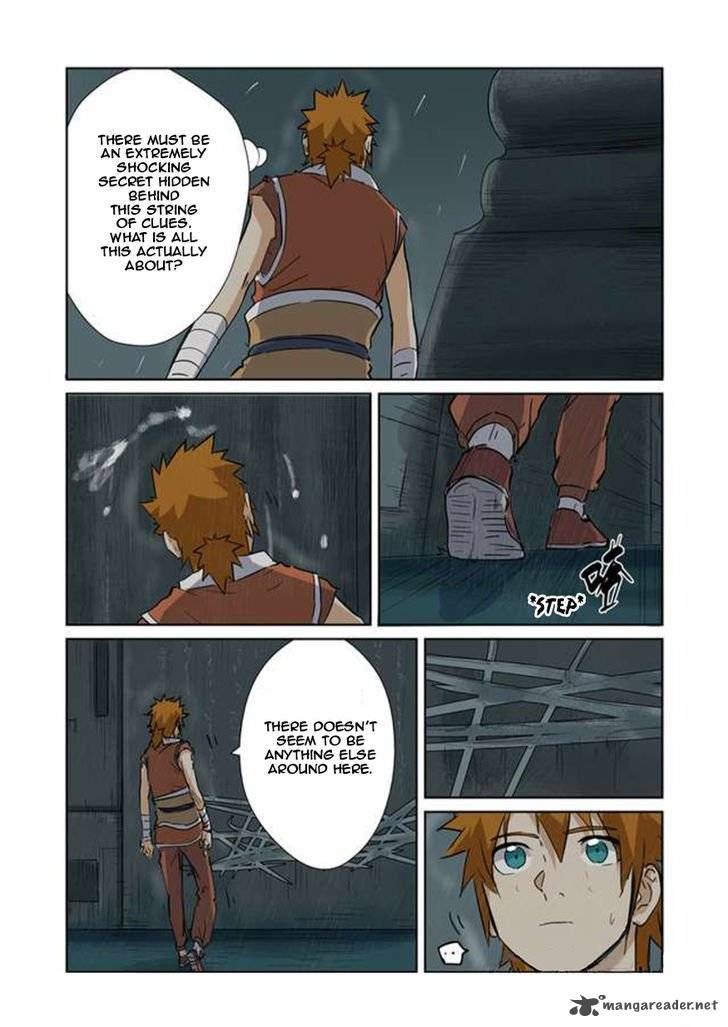 THERE MUST BE
AN EXTREMELY
SHOCKING
SECRET HIDDEN
BEHIND
THIS STRING
OF CLUES.
WHAT IS ALL
THIS ACTUALLY
ABOUT?
*STEP*
THERE DOESN'T
SEEM TO BE
ANYTHING ELSE
AROUND HERE.
...
mangareader.net